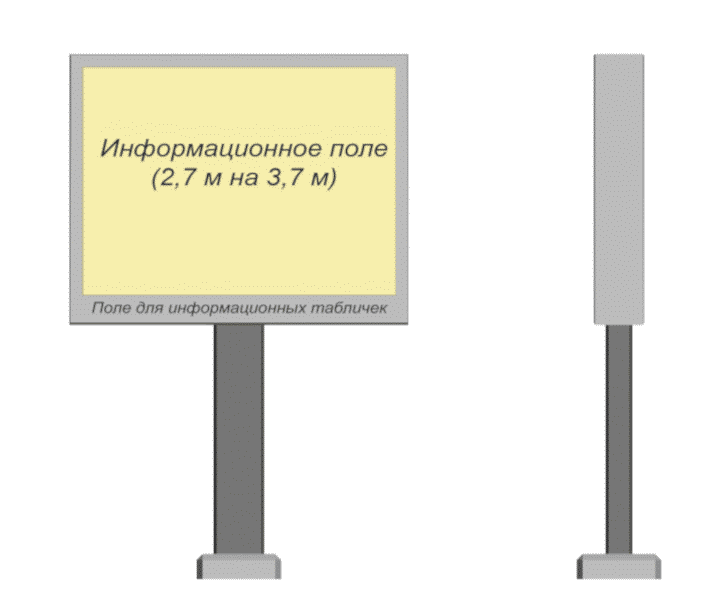 Информационное поле
(2,7 м на 3,7 м)
Поле для информационных табличек